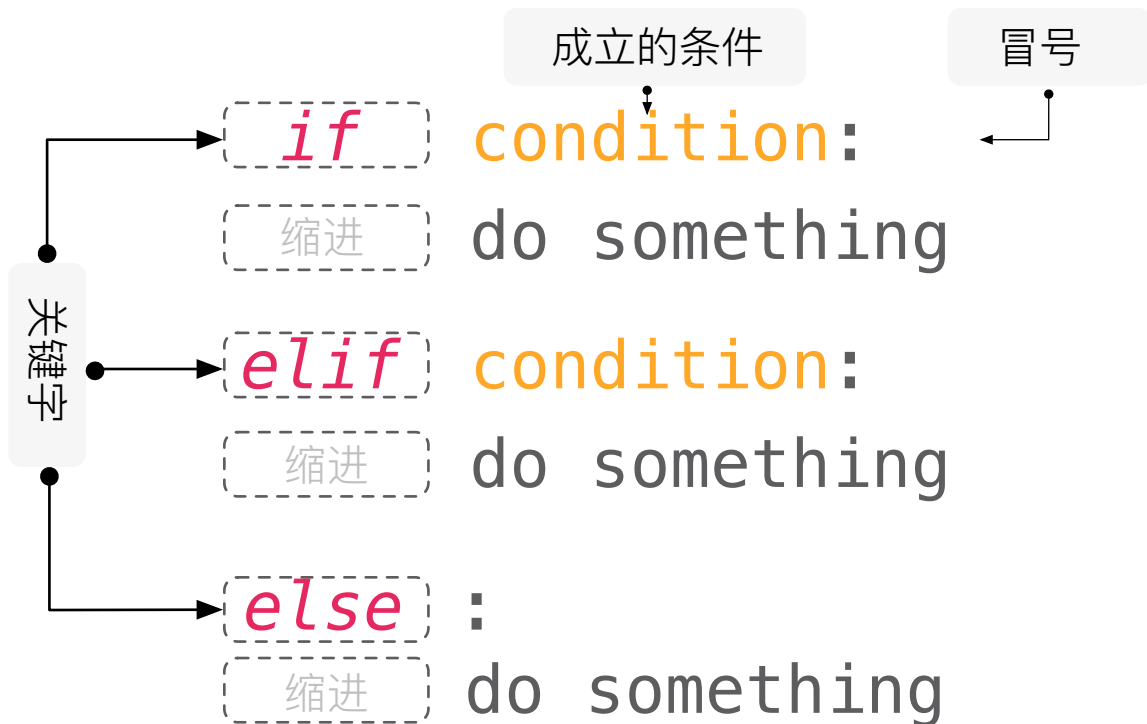 成立的条件
冒号
if condition:
缩进 do something
关键字
elif condition:
缩进 do something
else :
缩进 do something